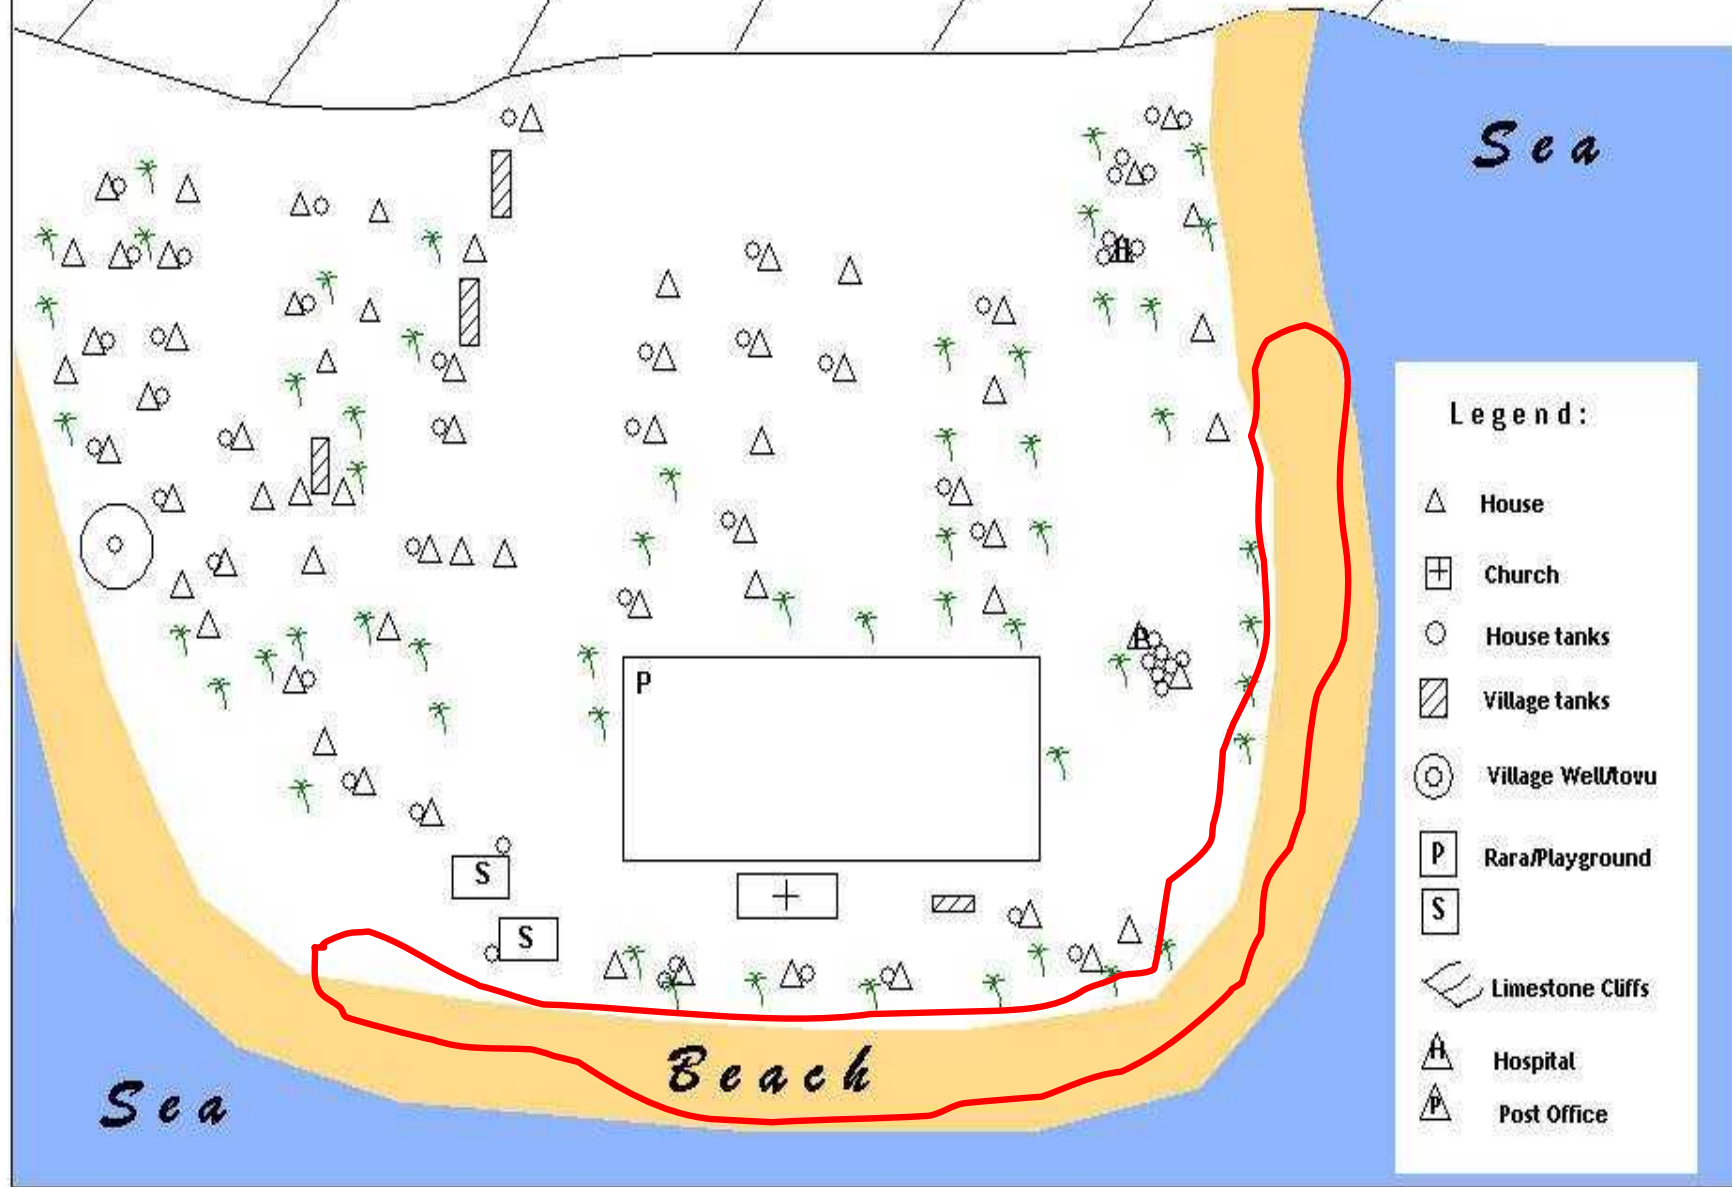 Sea
Legend:
House
Church
House tanks
Village tanks
Village Well/tovu
P Rara/Playground
S
Limestone Cliffs
H Hospital
P Post Office
H
P
P
S
S
Beach
Sea